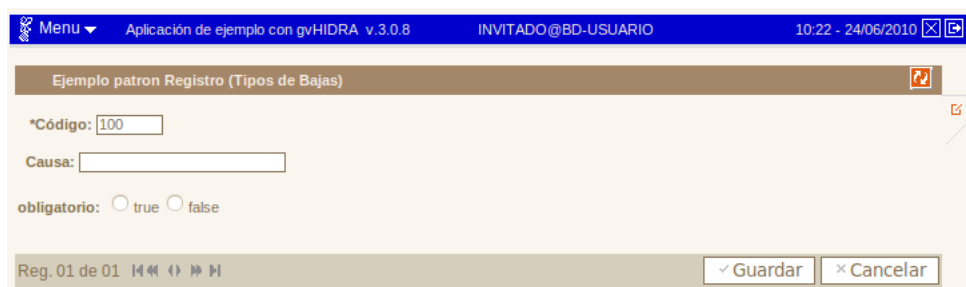 Menu Aplicación de ejemplo con gvHIDRA v.3.0.8 INVITADO@BD-USUARIO 10:22 - 24/06/2010
Ejemplo patron Registro (Tipos de Bajas)
*Código: 100
Causa:
obligatorio: true false
Reg. 01 de 01 Guardar Cancelar